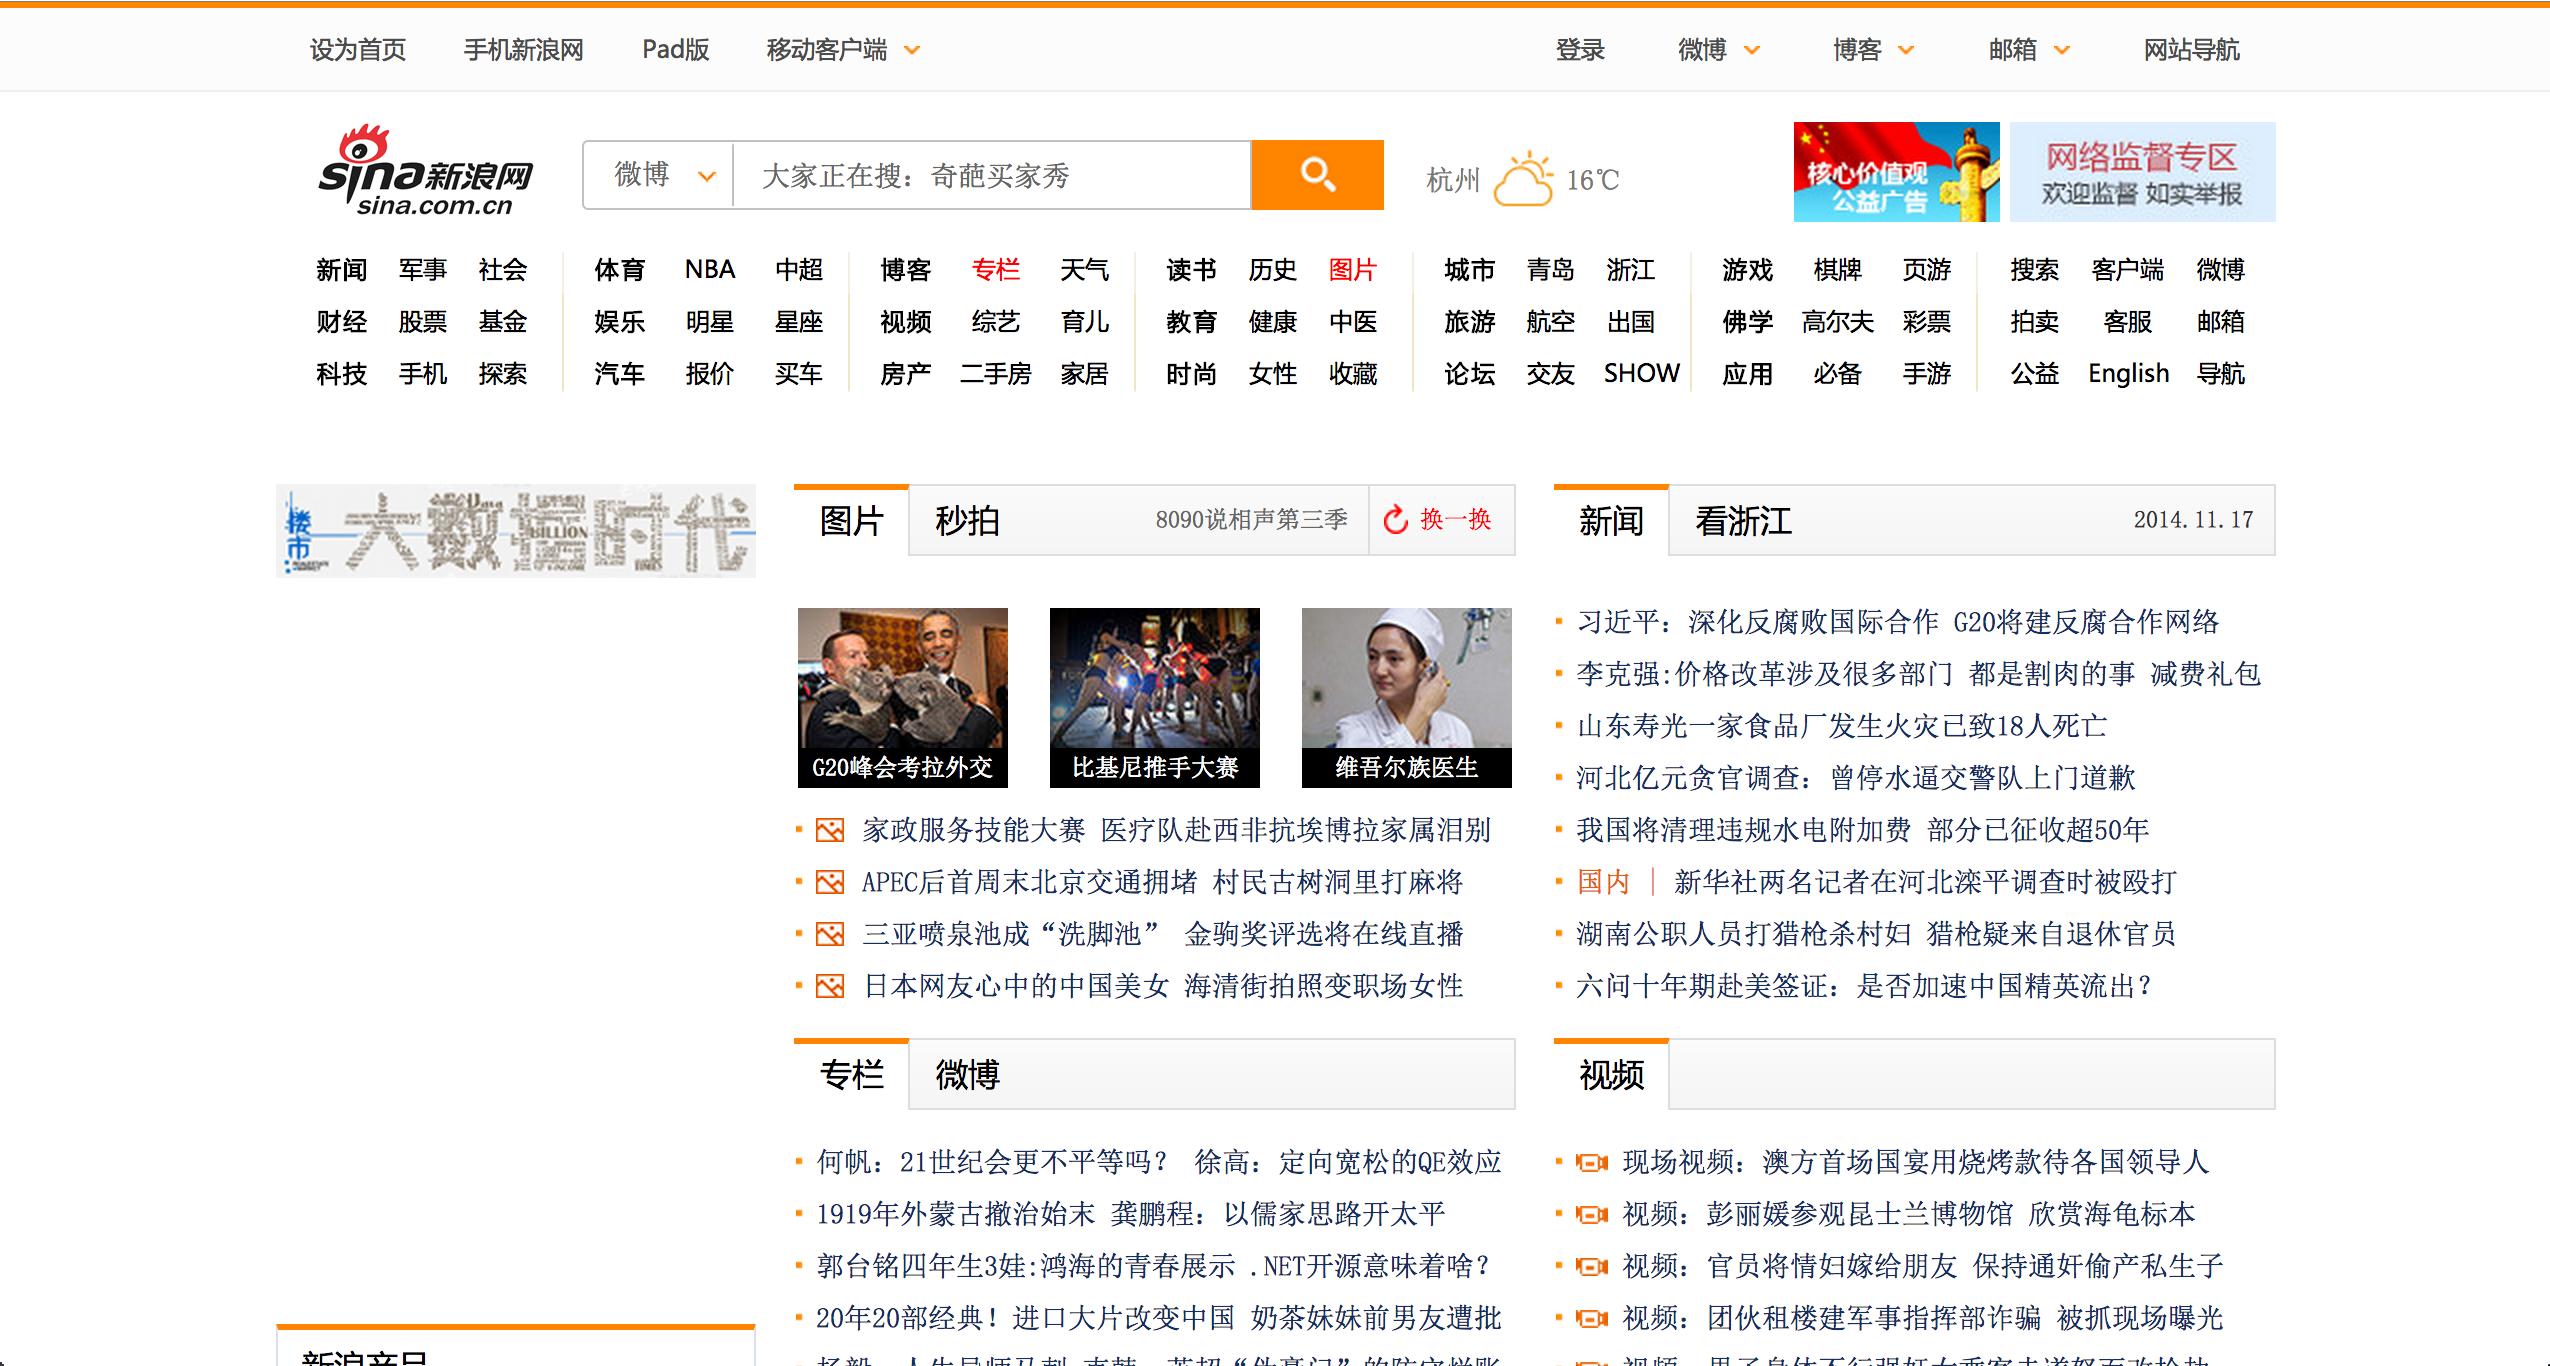 设为首页 手机新浪网 Pad版 移动客户端 登录 微博 博客 邮箱 网站导航
sina新浪网
sina.com.cn
微博 大家正在搜：奇葩买家秀
杭州 16℃
核心价值观
公益广告
网络监督专区
欢迎监督 如实举报
新闻 军事 社会 体育 NBA 中超 博客 专栏 天气 读书 历史 图片 城市 青岛 浙江 游戏 棋牌 页游 搜索 客户端 微博
财经 股票 基金 娱乐 明星 星座 视频 综艺 育儿 教育 健康 中医 旅游 航空 出国 佛学 高尔夫 彩票 拍卖 客服 邮箱
科技 手机 探索 汽车 报价 买车 房产 二手房 家居 时尚 女性 收藏 论坛 交友 SHOW 应用 必备 手游 公益 English 导航
楼市 大数据时代
图片 秒拍 8090说相声第三季 换一换
G20峰会考拉外交 比基尼推手大赛 维吾尔族医生
家政服务技能大赛 医疗队赴西非抗埃博拉家属泪别
APEC后首周末北京交通拥堵 村民古树洞里打麻将
三亚喷泉池成“洗脚池” 金驹奖评选将在线直播
日本网友心中的中国美女 海清街拍照变职场女性
新闻 看浙江 2014.11.17
习近平：深化反腐败国际合作 G20将建反腐合作网络
李克强:价格改革涉及很多部门 都是割肉的事 减费礼包
山东寿光一家食品厂发生火灾已致18人死亡
河北亿元贪官调查：曾停水逼交警队上门道歉
我国将清理违规水电附加费 部分已征收超50年
国内 | 新华社两名记者在河北滦平调查时被殴打
湖南公职人员打猎枪杀村妇 猎枪疑来自退休官员
六问十年期赴美签证：是否加速中国精英流出？
专栏 微博
何帆：21世纪会更不平等吗？ 徐高：定向宽松的QE效应
1919年外蒙古撤治始末 龚鹏程：以儒家思路开太平
郭台铭四年生3娃:鸿海的青春展示 .NET开源意味着啥？
20年20部经典！进口大片改变中国 奶茶妹妹前男友遭批
视频
现场视频：澳方首场国宴用烧烤款待各国领导人
视频：彭丽媛参观昆士兰博物馆 欣赏海龟标本
视频：官员将情妇嫁给朋友 保持通奸偷产私生子
视频：团伙租楼建军事指挥部诈骗 被抓现场曝光
新浪产品